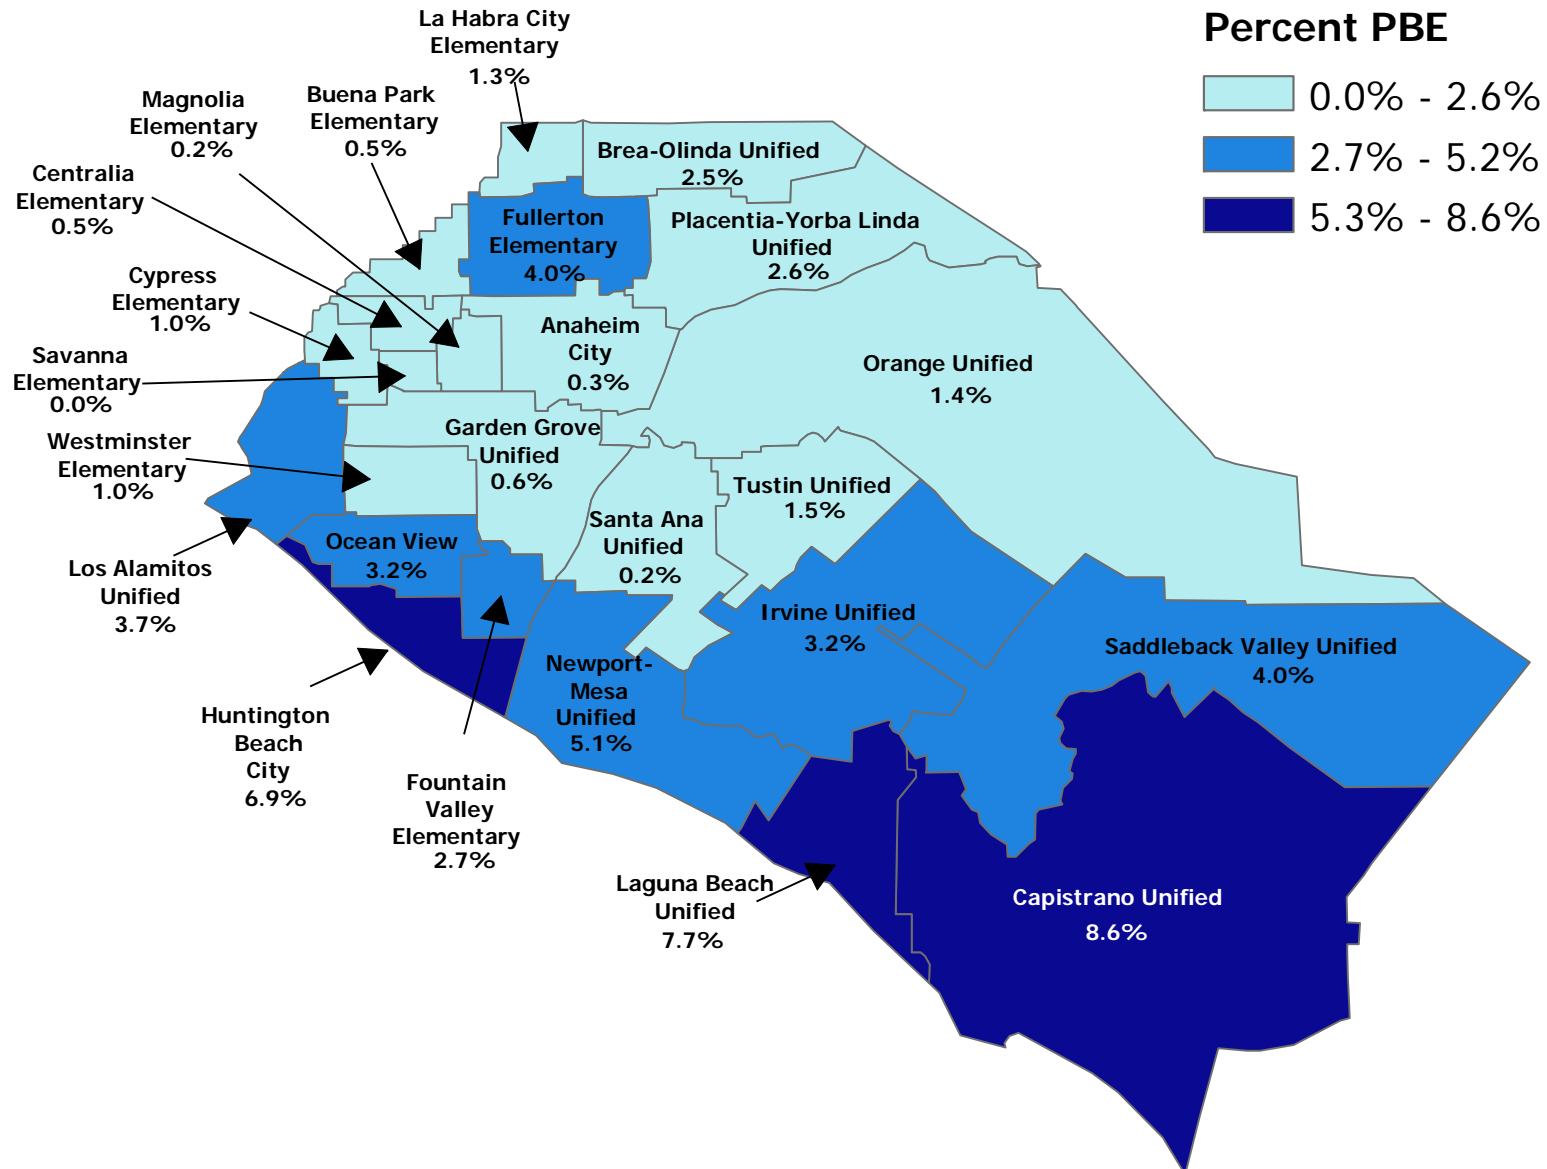 La Habra City
Elementary
1.3%
Percent PBE
0.0% - 2.6%
2.7% - 5.2%
5.3% - 8.6%
Magnolia
Elementary
0.2%
Buena Park
Elementary
0.5%
Centralia
Elementary
0.5%
Brea-Olinda Unified
2.5%
Fullerton
Elementary
4.0%
Placentia-Yorba Linda
Unified
2.6%
Cypress
Elementary
1.0%
Anaheim
City
0.3%
Savanna
Elementary
0.0%
Orange Unified
1.4%
Westminster
Elementary
1.0%
Garden Grove
Unified
0.6%
Tustin Unified
1.5%
Santa Ana
Unified
0.2%
Ocean View
3.2%
Los Alamitos
Unified
3.7%
Irvine Unified
3.2%
Saddleback Valley Unified
4.0%
Newport-
Mesa
Unified
5.1%
Huntington
Beach
City
6.9%
Fountain
Valley
Elementary
2.7%
Laguna Beach
Unified
7.7%
Capistrano Unified
8.6%